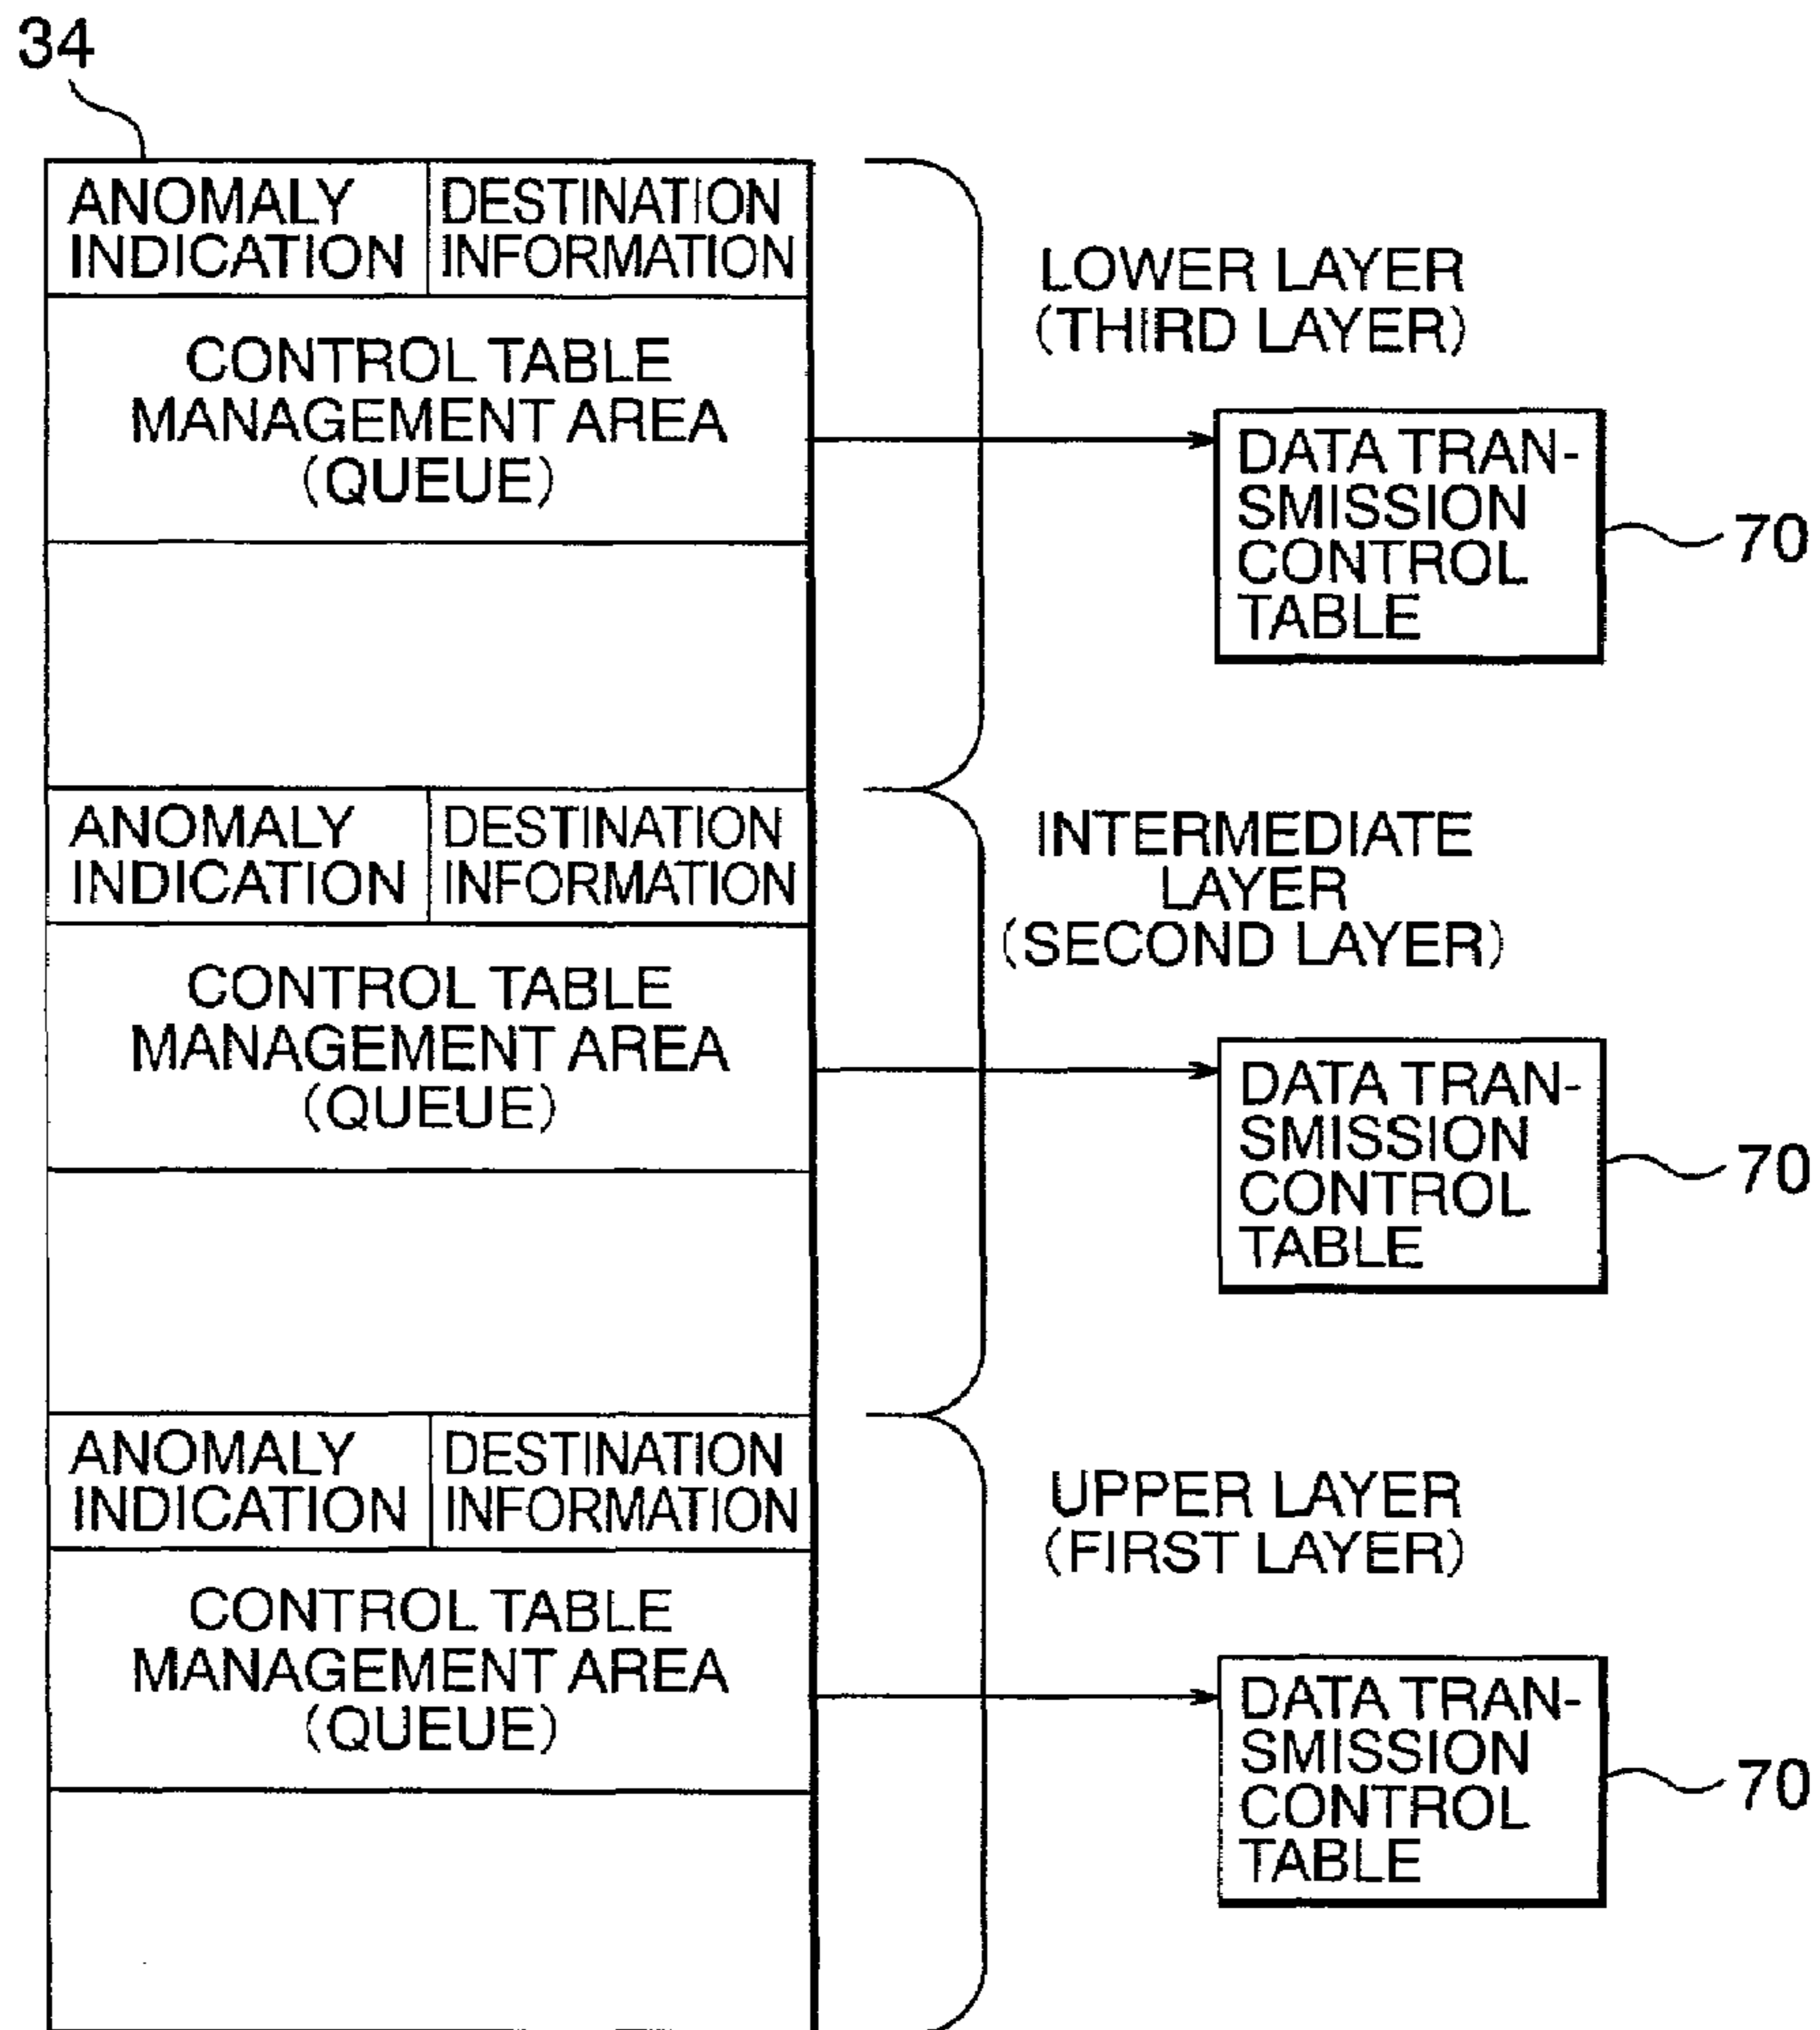 34
ANOMALY
INDICATION
DESTINATION
INFORMATION
CONTROL TABLE
MANAGEMENT AREA
(QUEUE)
LOWER LAYER
(THIRD LAYER)
DATA TRAN-
SMISSION
CONTROL
TABLE
70
ANOMALY
INDICATION
DESTINATION
INFORMATION
CONTROL TABLE
MANAGEMENT AREA
(QUEUE)
INTERMEDIATE
LAYER
(SECOND LAYER)
DATA TRAN-
SMISSION
CONTROL
TABLE
70
ANOMALY
INDICATION
DESTINATION
INFORMATION
CONTROL TABLE
MANAGEMENT AREA
(QUEUE)
UPPER LAYER
(FIRST LAYER)
DATA TRAN-
SMISSION
CONTROL
TABLE
70